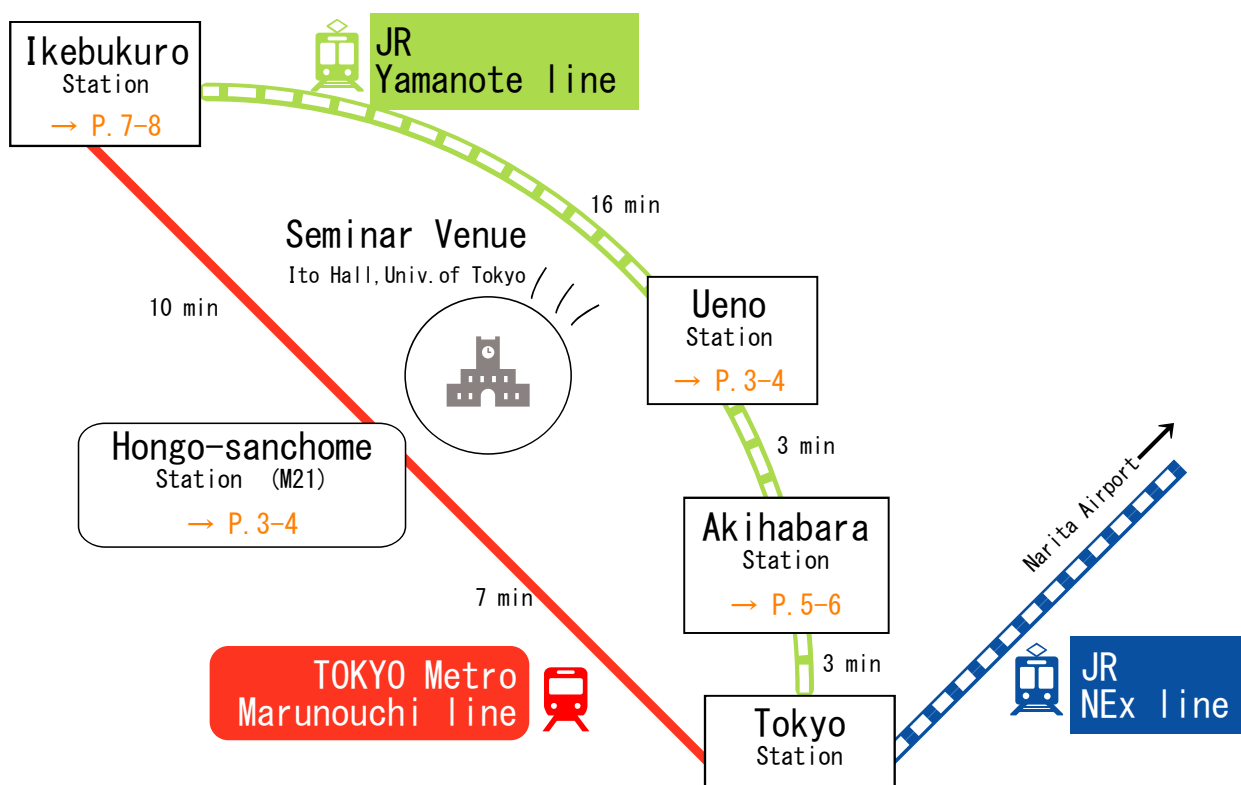 Ikebukuro
Station
→ P.7-8
JR
Yamanote line
16 min
Seminar Venue
Ito Hall,Univ.of Tokyo
10 min
Ueno
Station
→ P.3-4
Hongo-sanchome
Station (M21)
→ P.3-4
3 min
Narita Airport
Akihabara
Station
→ P.5-6
7 min
3 min
TOKYO Metro
Marunouchi line
JR
NEx line
Tokyo
Station